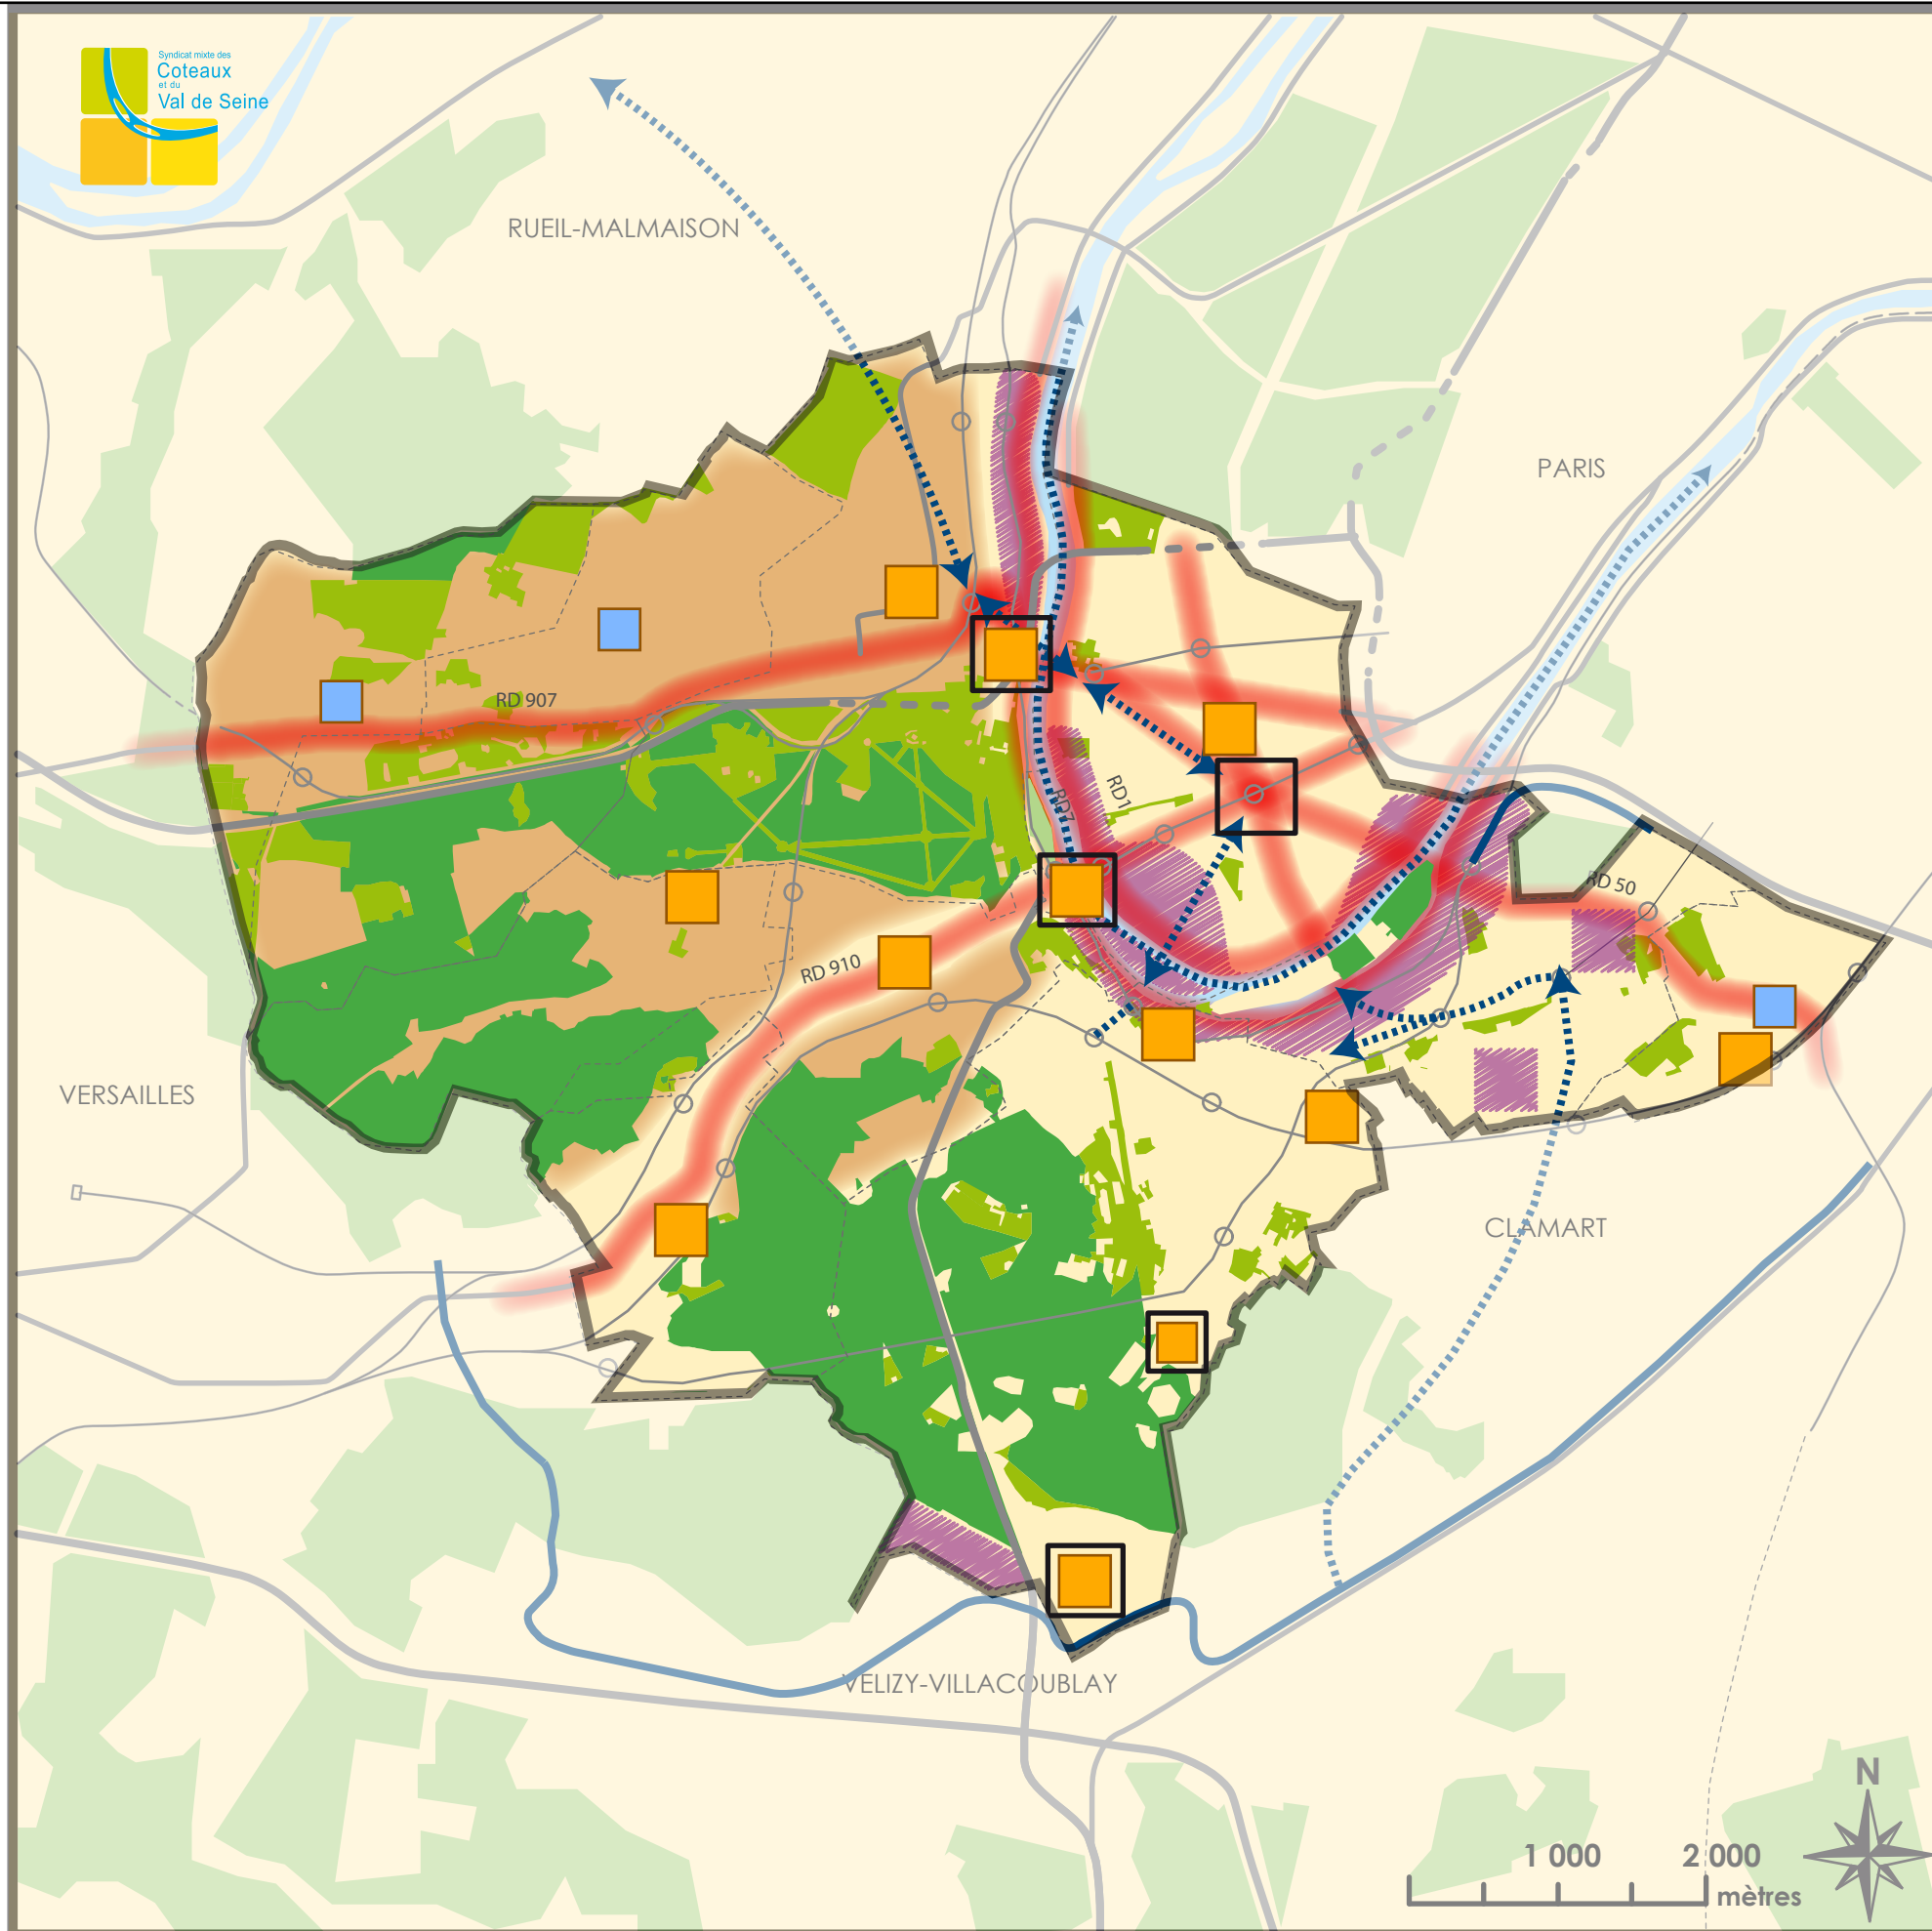 Syndicat mixte des
Coteaux
et du
Val de Seine
RUEIL-MALMAISON
PARIS
RD 907
RD1
RD7
RD 50
RD 910
VERSAILLES
CLAMART
VELIZY-VILLACOUBLAY
N
1 000 2 000
mètres